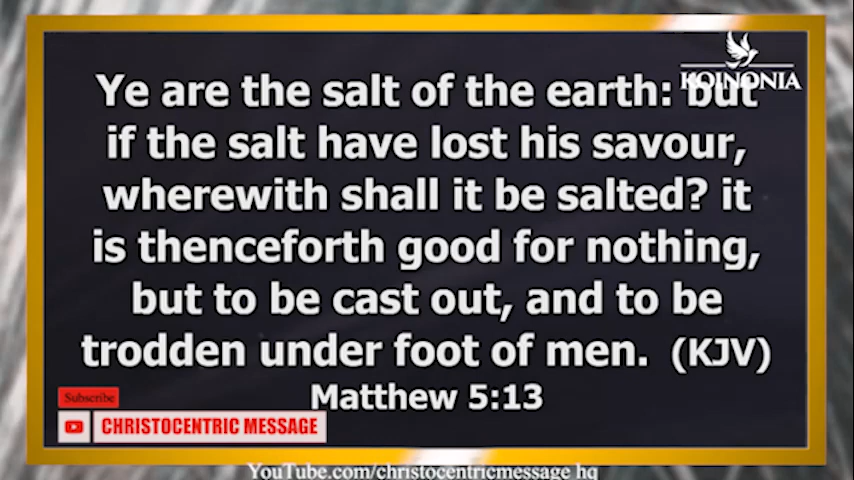 KOINONIA
Ye are the salt of the earth: but
if the salt have lost his savour,
wherewith shall it be salted? it
is thenceforth good for nothing,
but to be cast out, and to be
trodden under foot of men. (KJV)
Matthew 5:13
Subscribe
CHRISTOCENTRIC MESSAGE
YouTube.com/christocentricmessage hq